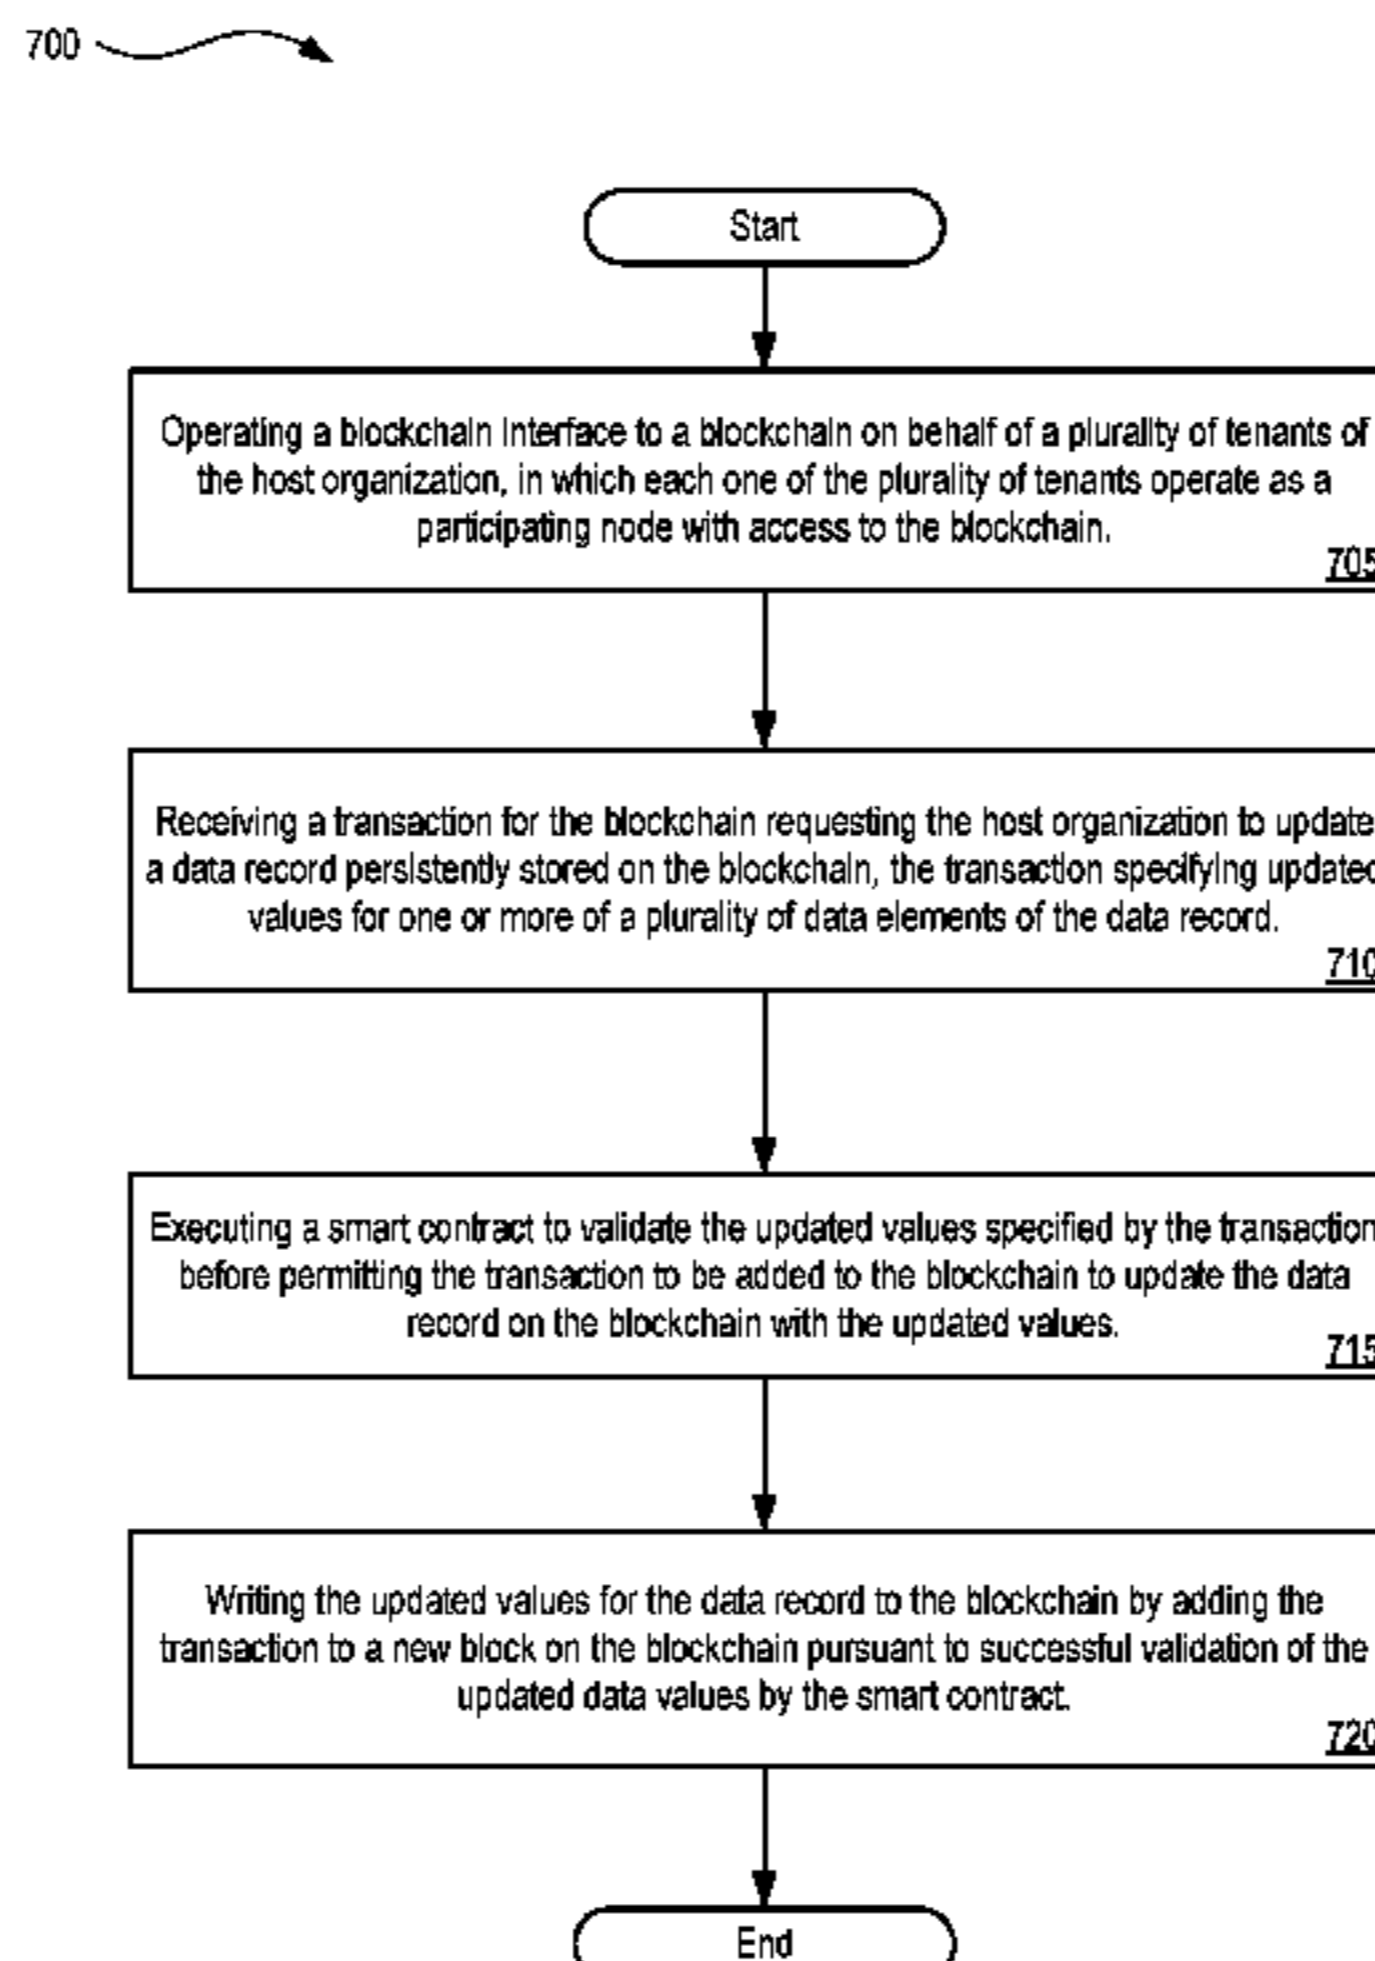 700
Start
Operating a blockchain interface to a blockchain on behalf of a plurality of tenants of
the host organization, in which each one of the plurality of tenants operate as a
participating node with access to the blockchain.
705
Receiving a transaction for the blockchain requesting the host organization to update
a data record persistently stored on the blockchain, the transaction specifying updated
values for one or more of a plurality of data elements of the data record.
710
Executing a smart contract to validate the updated values specified by the transaction
before permitting the transaction to be added to the blockchain to update the data
record on the blockchain with the updated values.
715
Writing the updated values for the data record to the blockchain by adding the
transaction to a new block on the blockchain pursuant to successful validation of the
updated data values by the smart contract.
720
End